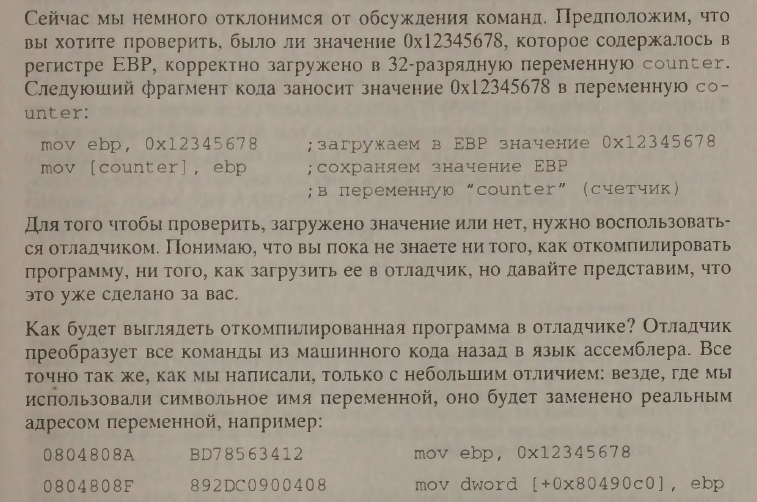 Сейчас мы немного отклонимся от обсуждения команд. Предположим, что
вы хотите проверить, было ли значение 0x12345678, которое содержалось в
регистре EBP, корректно загружено в 32-разрядную переменную counter.
Следующий фрагмент кода заносит значение 0x12345678 в переменную co-
unter:
mov ebp, 0x12345678 ;загружаем в EBP значение 0x12345678
mov [counter], ebp ;сохраняем значение EBP
;в переменную "counter" (счетчик)
Для того чтобы проверить, загружено значение или нет, нужно воспользовать-
ся отладчиком. Понимаю, что вы пока не знаете ни того, как откомпилировать
программу, ни того, как загрузить ее в отладчик, но давайте представим, что
это уже сделано за вас.
Как будет выглядеть откомпилированная программа в отладчике? Отладчик
преобразует все команды из машинного кода назад в язык ассемблера. Все
точно так же, как мы написали, только с небольшим отличием: везде, где мы
использовали символьное имя переменной, оно будет заменено реальным
адресом переменной, например:
0804808A BD78563412 mov ebp, 0x12345678
0804808F 892DC0900408 mov dword [+0x80490c0], ebp